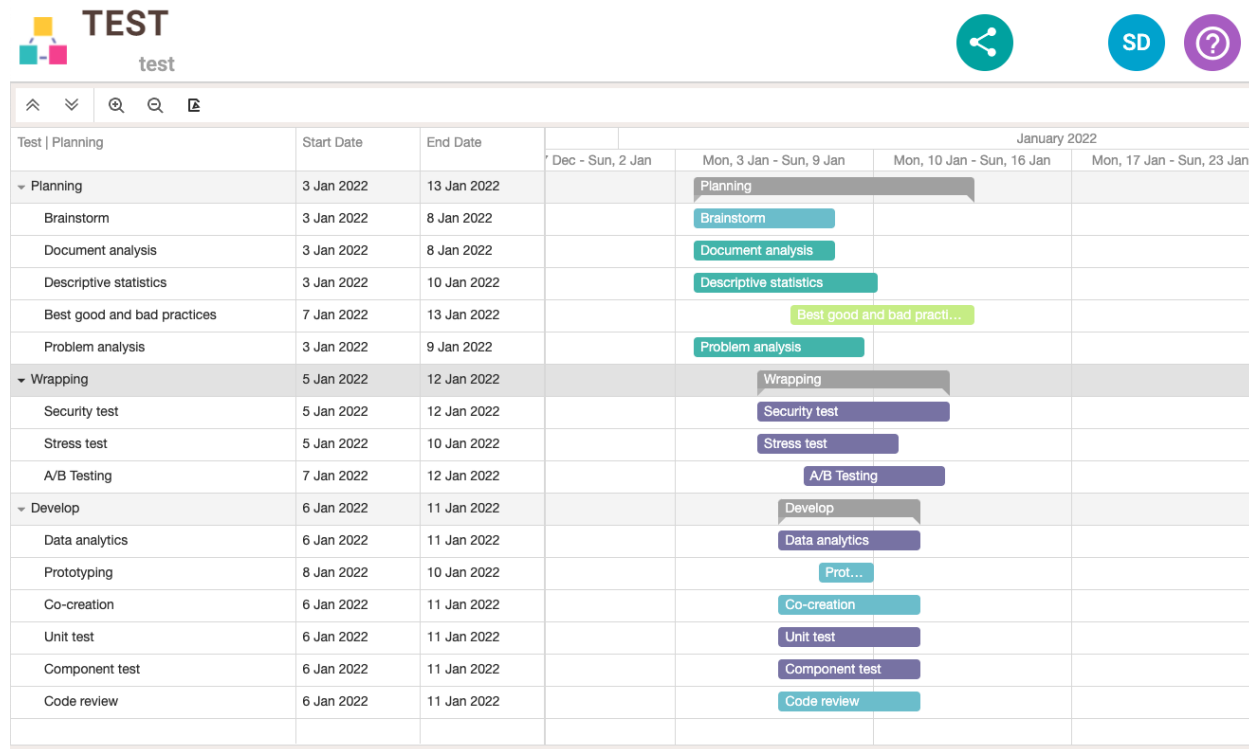 TEST
test
SD
Test | Planning Start Date End Date January 2022
Dec - Sun, 2 Jan Mon, 3 Jan - Sun, 9 Jan Mon, 10 Jan - Sun, 16 Jan Mon, 17 Jan - Sun, 23 Jan
Planning 3 Jan 2022 13 Jan 2022 Planning
Brainstorm 3 Jan 2022 8 Jan 2022 Brainstorm
Document analysis 3 Jan 2022 8 Jan 2022 Document analysis
Descriptive statistics 3 Jan 2022 10 Jan 2022 Descriptive statistics
Best good and bad practices 7 Jan 2022 13 Jan 2022 Best good and bad practi...
Problem analysis 3 Jan 2022 9 Jan 2022 Problem analysis
Wrapping 5 Jan 2022 12 Jan 2022 Wrapping
Security test 5 Jan 2022 12 Jan 2022 Security test
Stress test 5 Jan 2022 10 Jan 2022 Stress test
A/B Testing 7 Jan 2022 12 Jan 2022 A/B Testing
Develop 6 Jan 2022 11 Jan 2022 Develop
Data analytics 6 Jan 2022 11 Jan 2022 Data analytics
Prototyping 8 Jan 2022 10 Jan 2022 Prot...
Co-creation 6 Jan 2022 11 Jan 2022 Co-creation
Unit test 6 Jan 2022 11 Jan 2022 Unit test
Component test 6 Jan 2022 11 Jan 2022 Component test
Code review 6 Jan 2022 11 Jan 2022 Code review